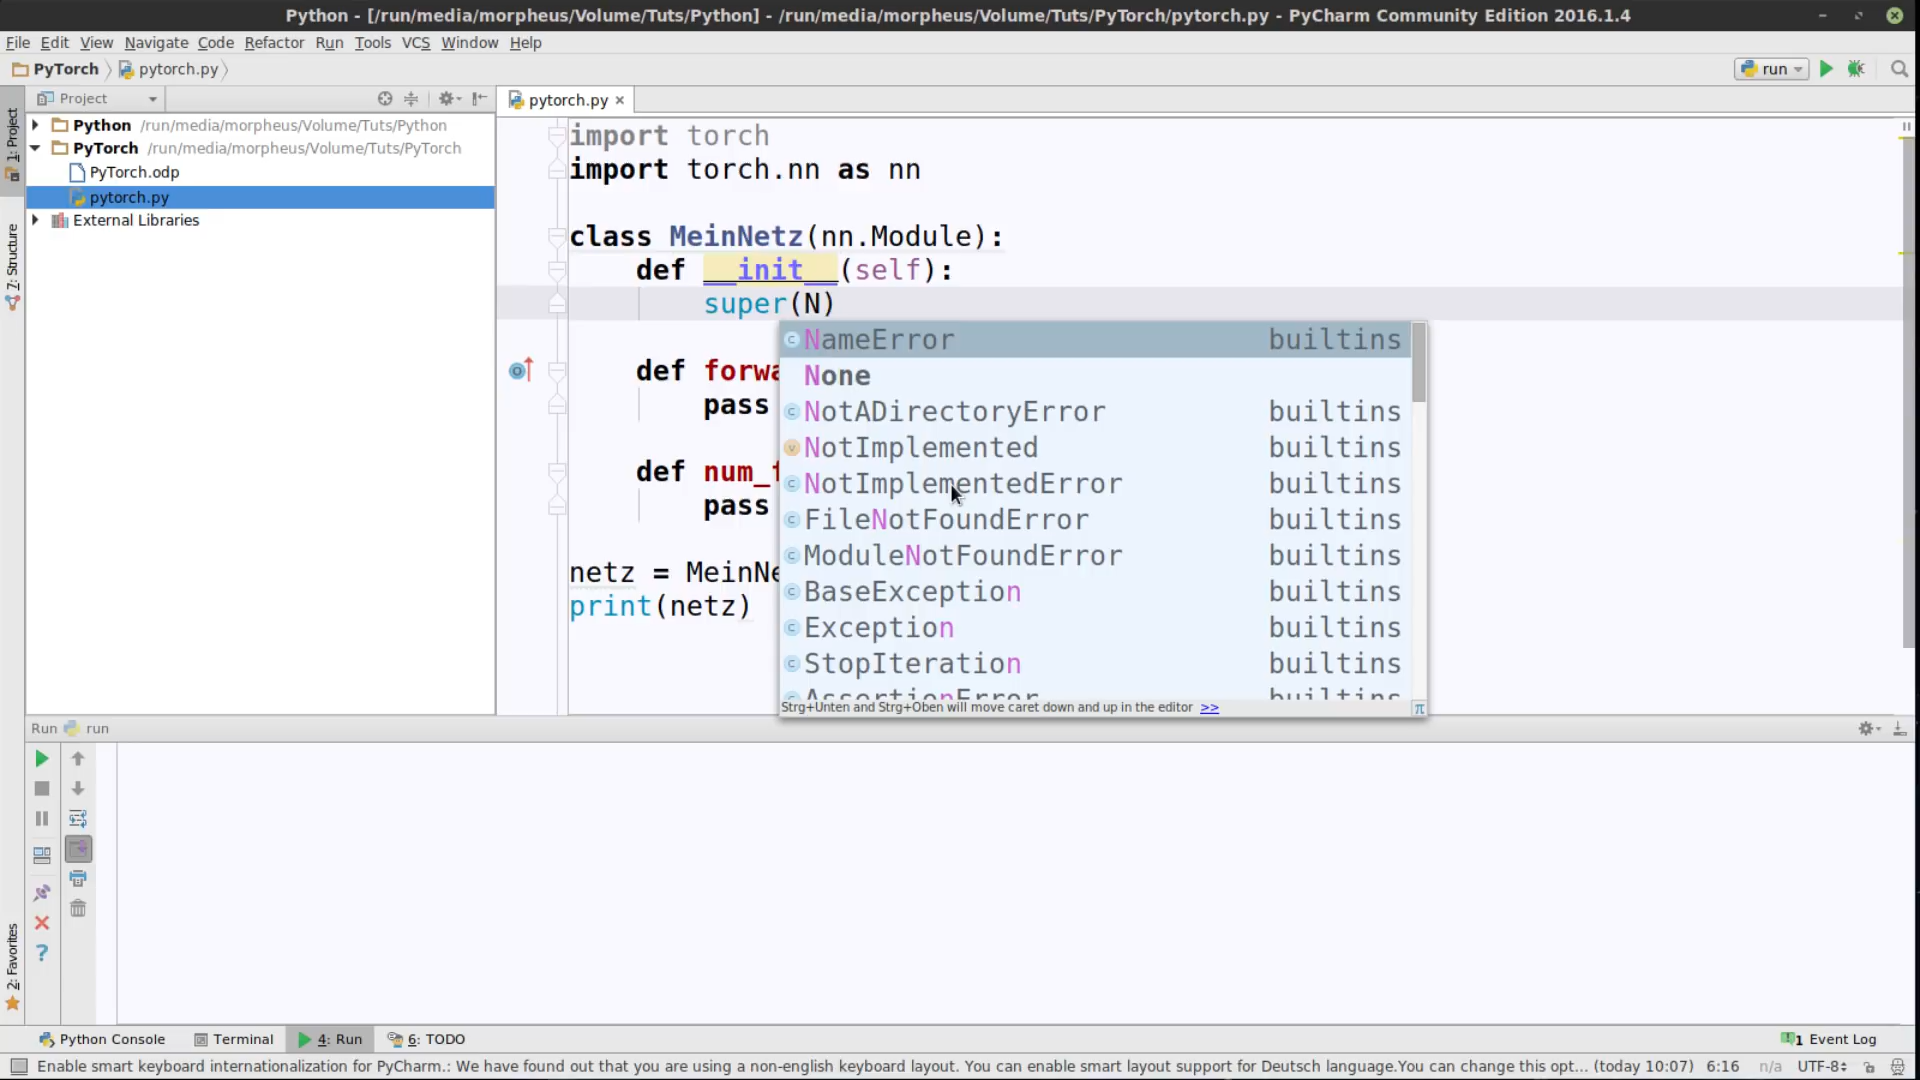 Python - [/run/media/morpheus/Volume/Tuts/Python] - /run/media/morpheus/Volume/Tuts/PyTorch/pytorch.py - PyCharm Community Edition 2016.1.4
File Edit View Navigate Code Refactor Run Tools VCS Window Help
PyTorch pytorch.py run
Project
pytorch.py
1: Project
7: Structure
2: Favorites
Python /run/media/morpheus/Volume/Tuts/Python
PyTorch /run/media/morpheus/Volume/Tuts/PyTorch
PyTorch.odp
pytorch.py
External Libraries
import torch
import torch.nn as nn
class MeinNetz(nn.Module):
def __init__(self):
super(N)
def forwa
pass
def num_f
pass
netz = MeinNe
print(netz)
NameError builtins
None
NotADirectoryError builtins
NotImplemented builtins
NotImplementedError builtins
FileNotFoundError builtins
ModuleNotFoundError builtins
BaseException builtins
Exception builtins
StopIteration builtins
AssertionError builtins
Strg+Unten and Strg+Oben will move caret down and up in the editor >> π
Run run
Python Console Terminal 4: Run 6: TODO 1 Event Log
Enable smart keyboard internationalization for PyCharm.: We have found out that you are using a non-english keyboard layout. You can enable smart layout support for Deutsch language.You can change this opt... (today 10:07) 6:16 n/a UTF-8